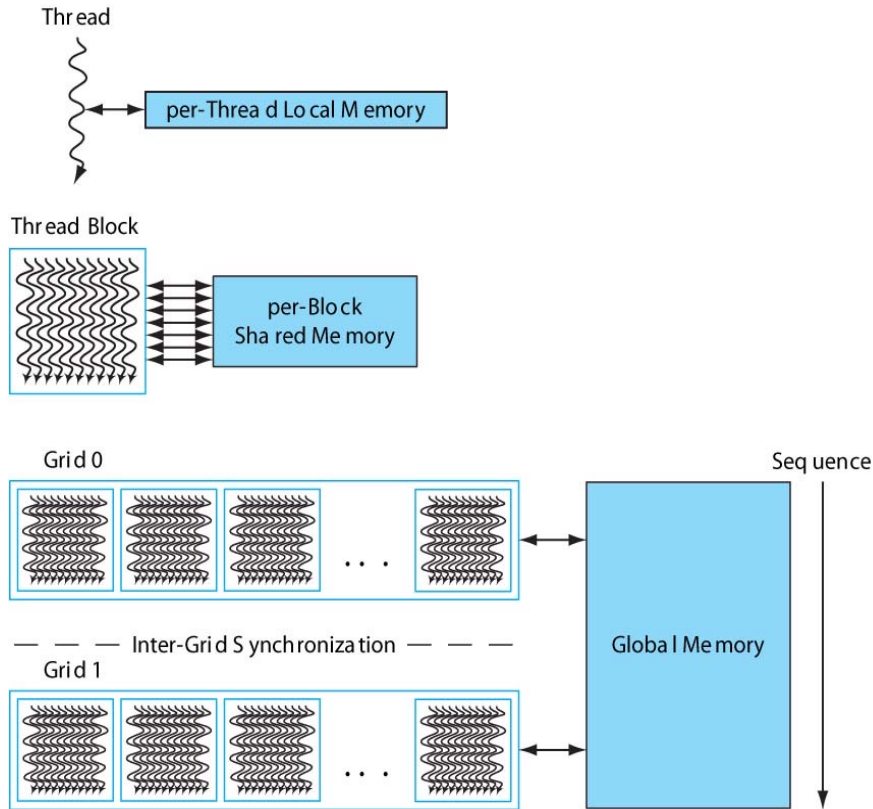 Thread
per-Thread Local Memory
Thread Block
per-Block
Shared Memory
Grid 0
Sequence
. . .
Global Memory
Inter-Grid Synchronization
Grid 1
. . .